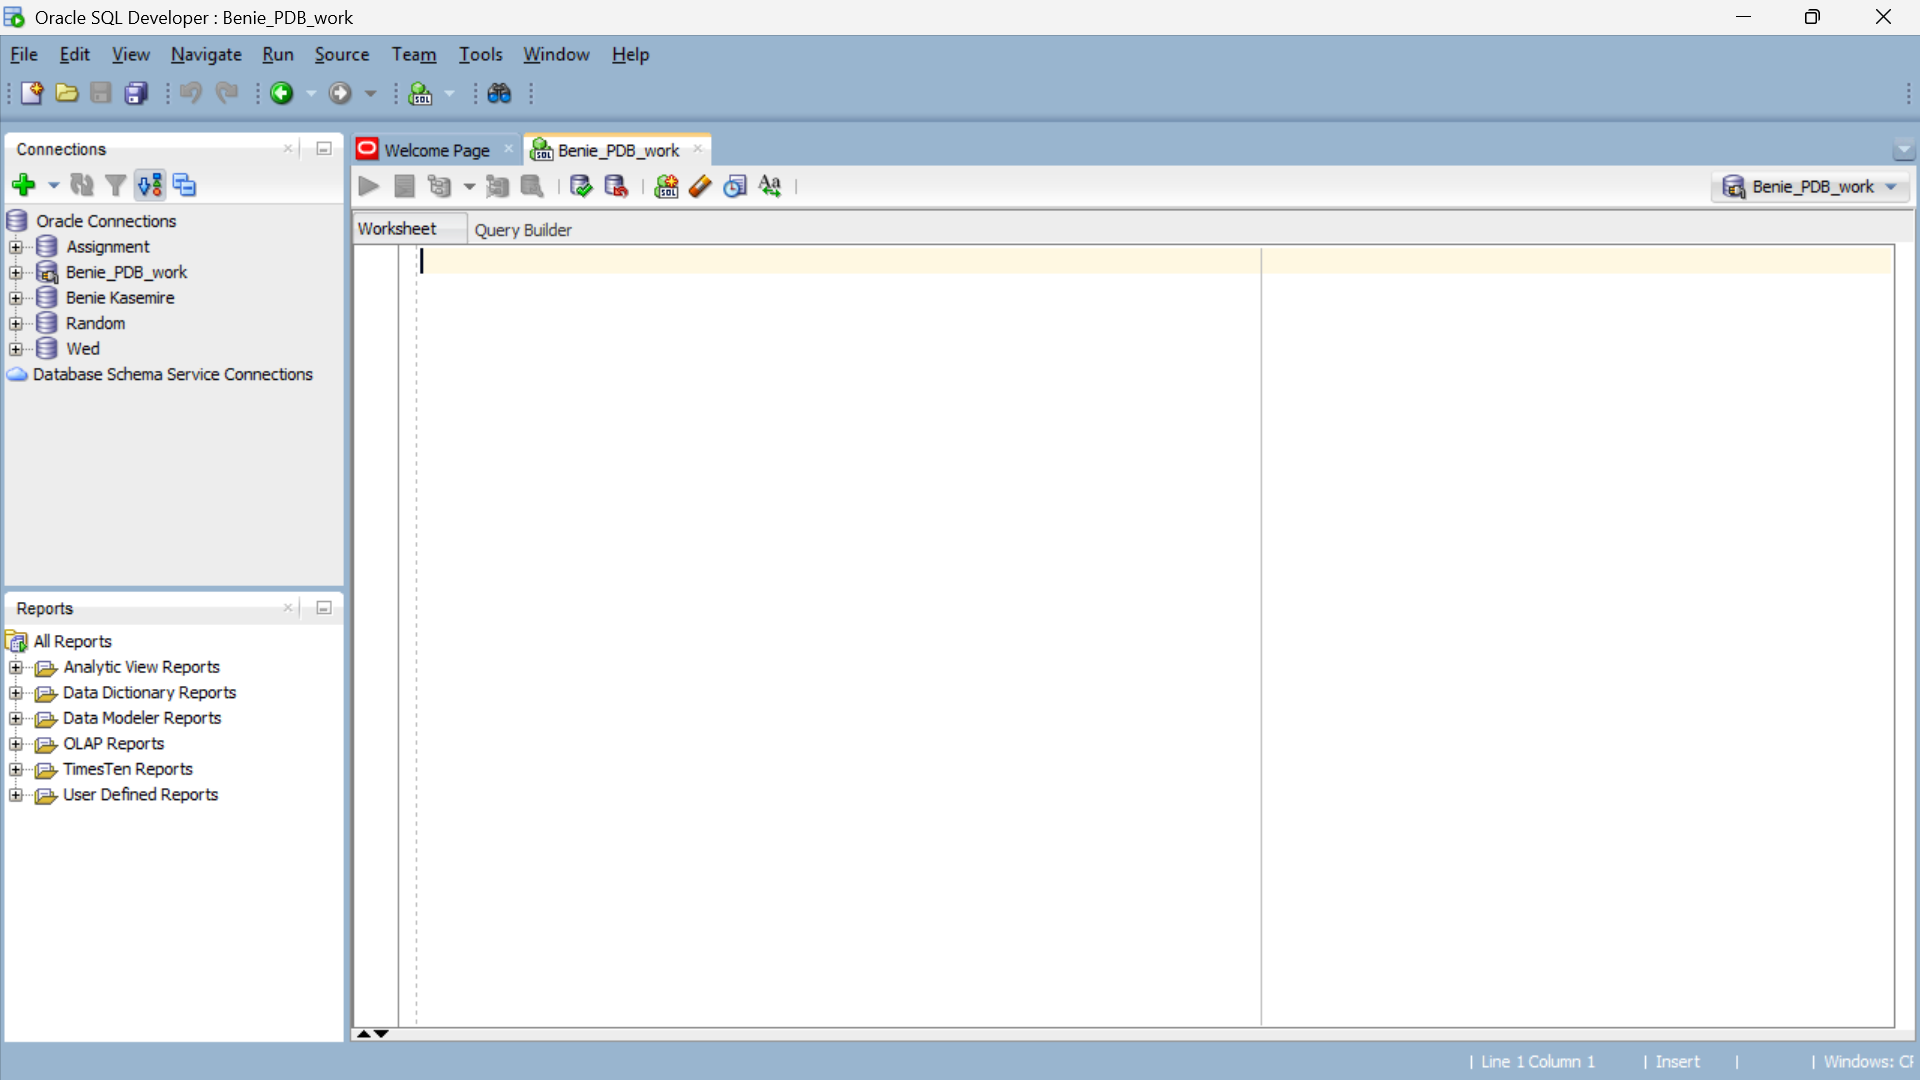 Oracle SQL Developer : Benie_PDB_work
File Edit View Navigate Run Source Team Tools Window Help
Connections
Welcome Page
Benie_PDB_work
Benie_PDB_work
Oracle Connections
Assignment
Benie_PDB_work
Benie Kasemire
Random
Wed
Database Schema Service Connections
Worksheet
Query Builder
Reports
All Reports
Analytic View Reports
Data Dictionary Reports
Data Modeler Reports
OLAP Reports
TimesTen Reports
User Defined Reports
| Line 1 Column 1 | Insert | | Windows: